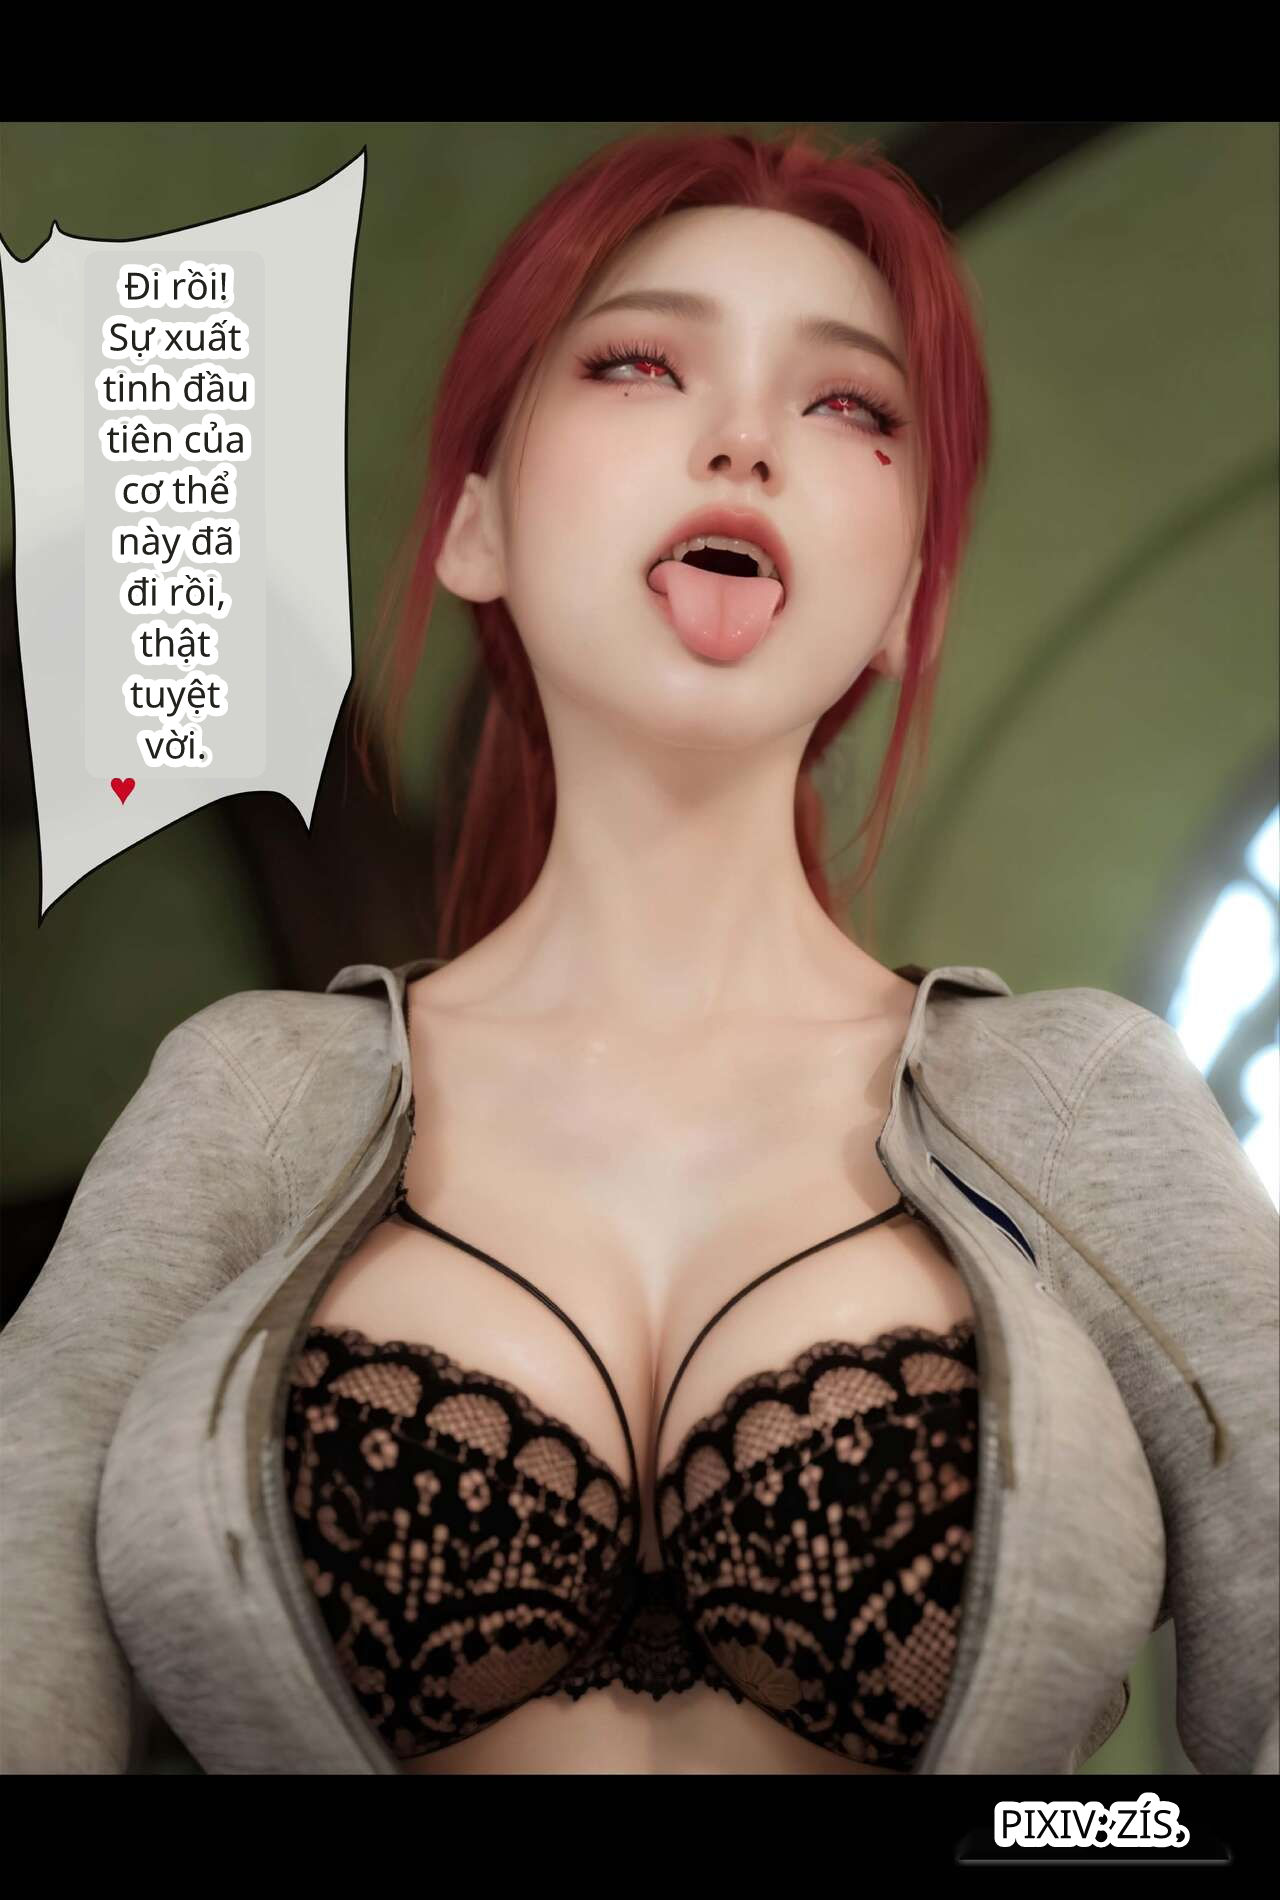 Đi rồi!
Sự xuất
tinh đầu
tiên của
cơ thể
này đã
đi rồi,
thật
tuyệt
vời.
♥
PIXIV:ZÍS,